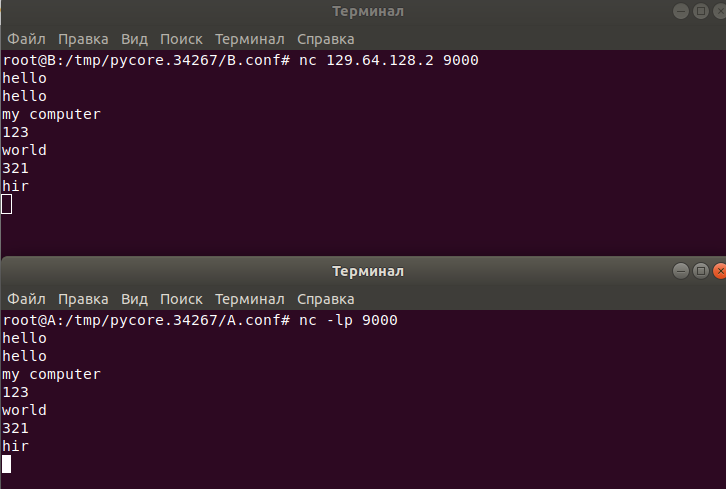 Терминал
Файл Правка Вид Поиск Терминал Справка
root@B:/tmp/pycore.34267/B.conf# nc 129.64.128.2 9000
hello
hello
my computer
123
world
321
hir
Терминал
Файл Правка Вид Поиск Терминал Справка
root@A:/tmp/pycore.34267/A.conf# nc -lp 9000
hello
hello
my computer
123
world
321
hir